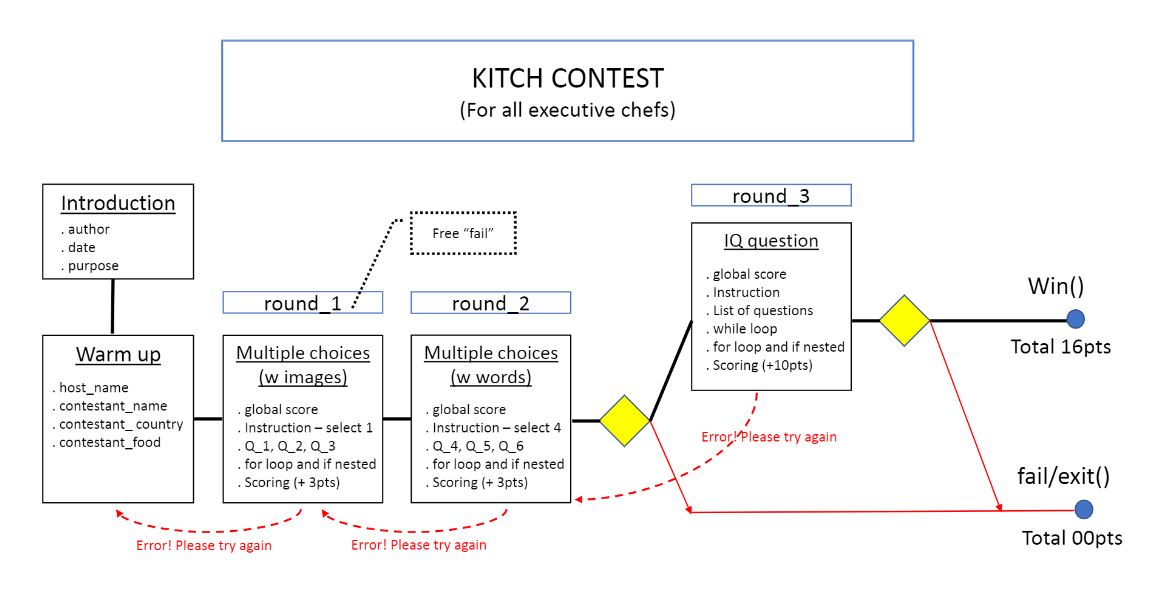 KITCH CONTEST
(For all executive chefs)
Introduction
. author
. date
. purpose
Free “fail”
round_3
IQ question
. global score
. Instruction
. List of questions
. while loop
. for loop and if nested
. Scoring (+10pts)
Win()
Total 16pts
round_1
round_2
Warm up
. host_name
. contestant_name
. contestant_ country
. contestant_food
Multiple choices
(w images)
. global score
. Instruction – select 1
. Q_1, Q_2, Q_3
. for loop and if nested
. Scoring (+ 3pts)
Multiple choices
(w words)
. global score
. Instruction – select 4
. Q_4, Q_5, Q_6
. for loop and if nested
. Scoring (+ 3pts)
Error! Please try again
fail/exit()
Total 00pts
Error! Please try again
Error! Please try again